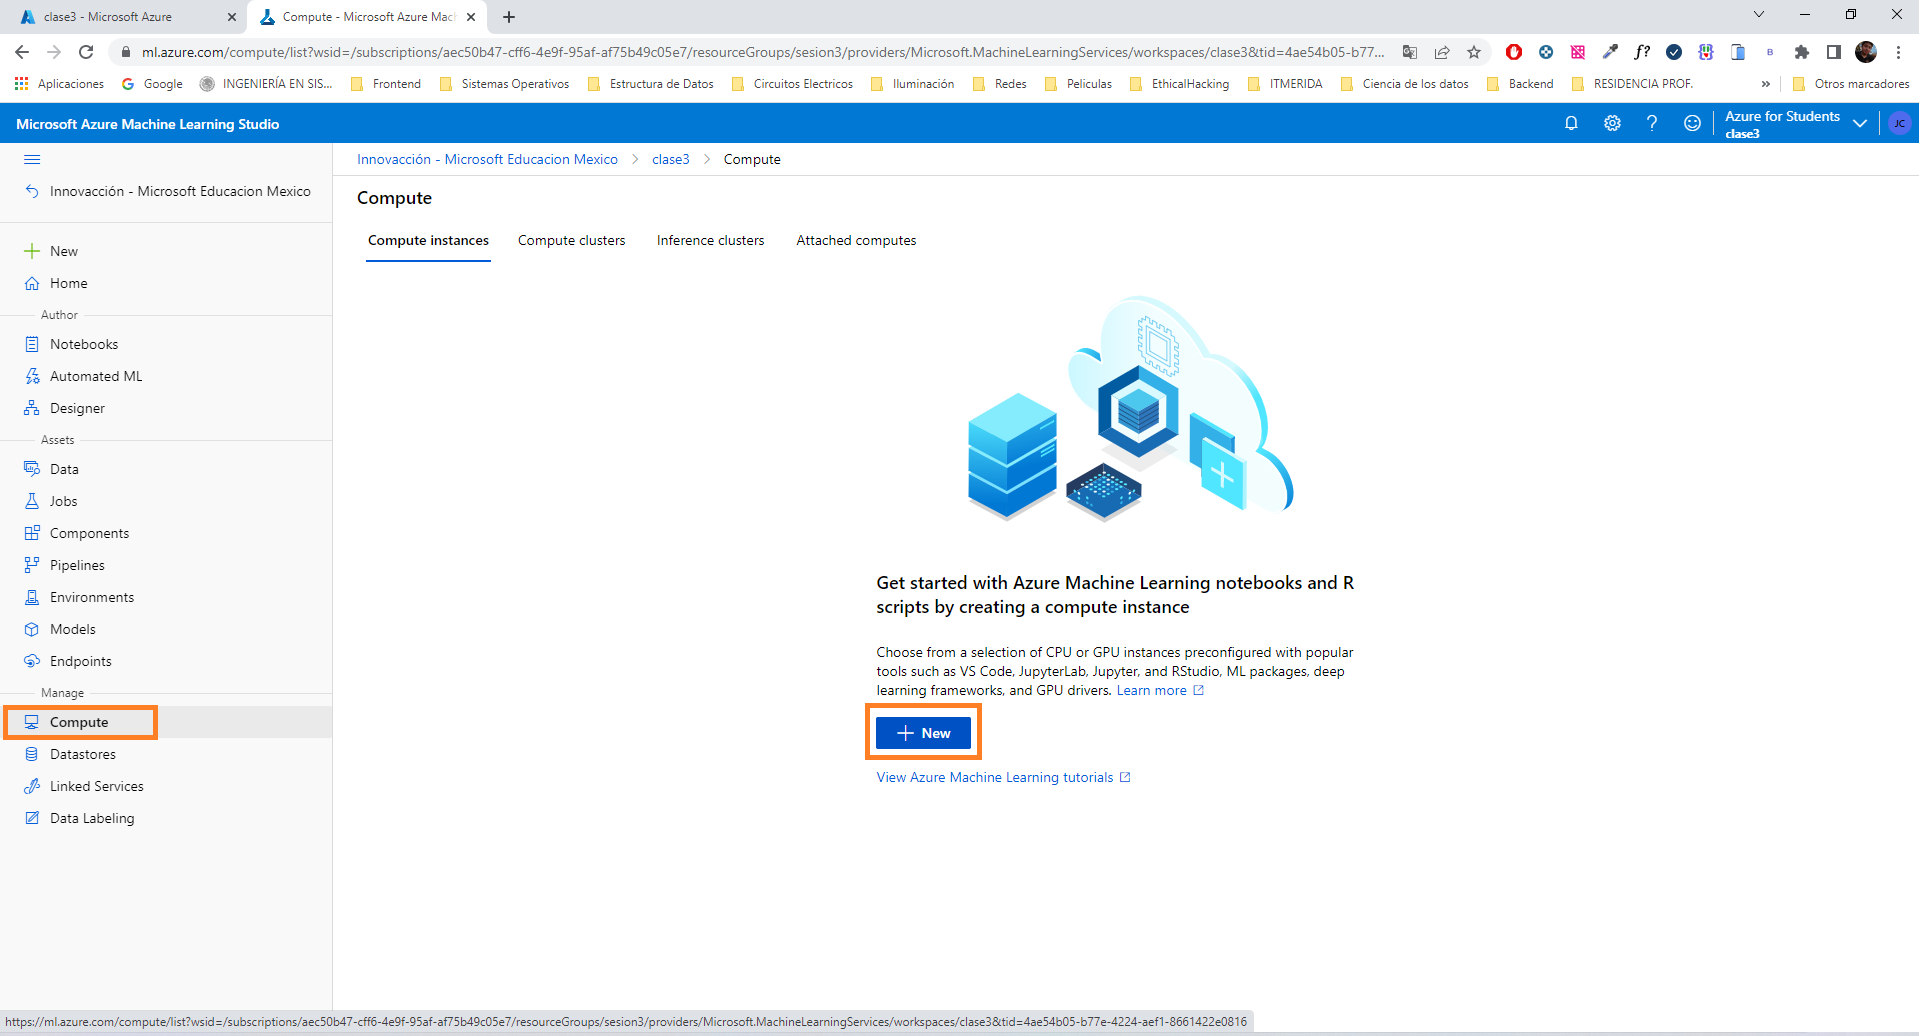 clase3 - Microsoft Azure
Compute - Microsoft Azure Mach
ml.azure.com/compute/list?wsid=/subscriptions/aec50b47-cff6-4e9f-95af-af75b49c05e7/resourceGroups/sesion3/providers/Microsoft.MachineLearningServices/workspaces/clase3&tid=4ae54b05-b77...
f?
B
Aplicaciones
Google
INGENIERÍA EN SIS...
Frontend
Sistemas Operativos
Estructura de Datos
Circuitos Electricos
Iluminación
Redes
Peliculas
EthicalHacking
ITMERIDA
Ciencia de los datos
Backend
RESIDENCIA PROF.
»
Otros marcadores
Microsoft Azure Machine Learning Studio
Azure for Students
clase3
JC
Innovacción - Microsoft Educacion Mexico
New
Home
Author
Notebooks
Automated ML
Designer
Assets
Data
Jobs
Components
Pipelines
Environments
Models
Endpoints
Manage
Compute
Datastores
Linked Services
Data Labeling
Innovacción - Microsoft Educacion Mexico > clase3 > Compute
Compute
Compute instances
Compute clusters
Inference clusters
Attached computes
Get started with Azure Machine Learning notebooks and R
scripts by creating a compute instance
Choose from a selection of CPU or GPU instances preconfigured with popular
tools such as VS Code, JupyterLab, Jupyter, and RStudio, ML packages, deep
learning frameworks, and GPU drivers. Learn more
New
View Azure Machine Learning tutorials
https://ml.azure.com/compute/list?wsid=/subscriptions/aec50b47-cff6-4e9f-95af-af75b49c05e7/resourceGroups/sesion3/providers/Microsoft.MachineLearningServices/workspaces/clase3&tid=4ae54b05-b77e-4224-aef1-8661422e0816